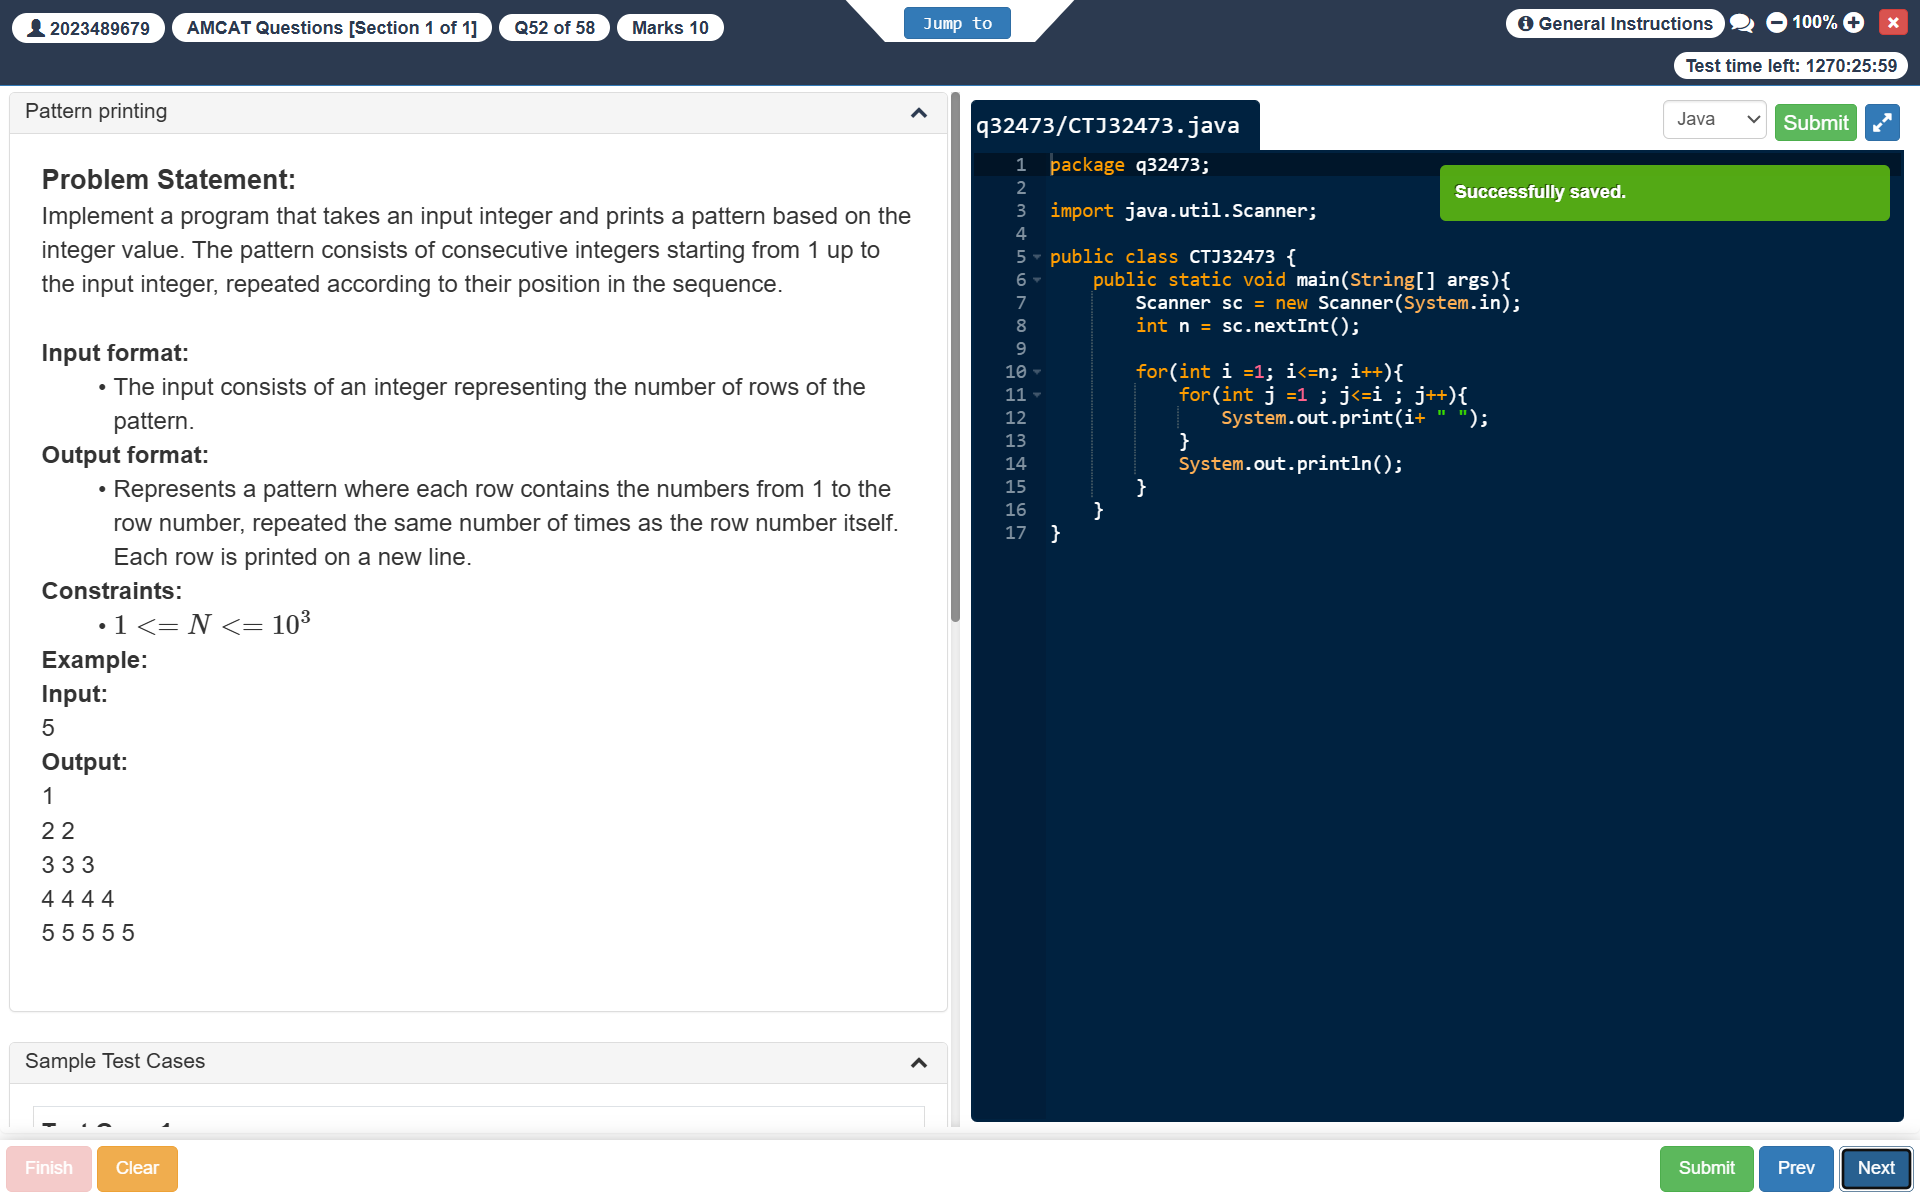 2023489679
AMCAT Questions [Section 1 of 1]
Q52 of 58
Marks 10
Jump to
General Instructions
100%
Test time left: 1270:25:59
Pattern printing
Problem Statement:
Implement a program that takes an input integer and prints a pattern based on the
integer value. The pattern consists of consecutive integers starting from 1 up to
the input integer, repeated according to their position in the sequence.
Input format:
• The input consists of an integer representing the number of rows of the
pattern.
Output format:
• Represents a pattern where each row contains the numbers from 1 to the
row number, repeated the same number of times as the row number itself.
Each row is printed on a new line.
Constraints:
• 1 <= N <= 10³
Example:
Input:
5
Output:
1
2 2
3 3 3
4 4 4 4
5 5 5 5 5
Sample Test Cases
q32473/CTJ32473.java
Java
Submit
Successfully saved.
1 package q32473;
2
3 import java.util.Scanner;
4
5 public class CTJ32473 {
6 public static void main(String[] args){
7 Scanner sc = new Scanner(System.in);
8 int n = sc.nextInt();
9
10 for(int i =1; i<=n; i++){
11 for(int j =1 ; j<=i ; j++){
12 System.out.print(i+ " ");
13 }
14 System.out.println();
15 }
16 }
17 }
Finish
Clear
Submit
Prev
Next